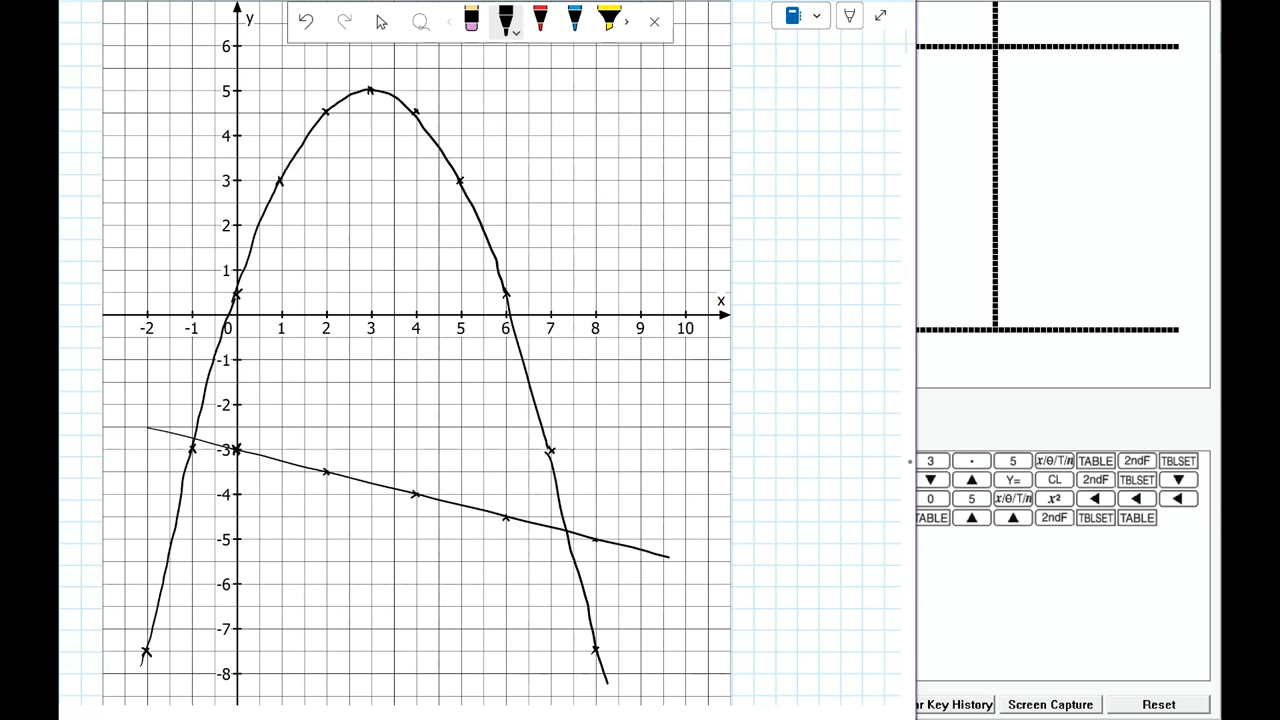 y
6
5
4
3
2
1
x
-2 -1 0 1 2 3 4 5 6 7 8 9 10
-1
-2
-3
-4
-5
-6
-7
-8
3 · 5 x/θ/T/n TABLE 2ndF TBLSET
▼ ▲ Y= CL 2ndF TBLSET ▼
0 5 x/θ/T/n x² ◀ ◀ ◀
TABLE ▲ ▲ 2ndF TBLSET TABLE
Key History Screen Capture Reset